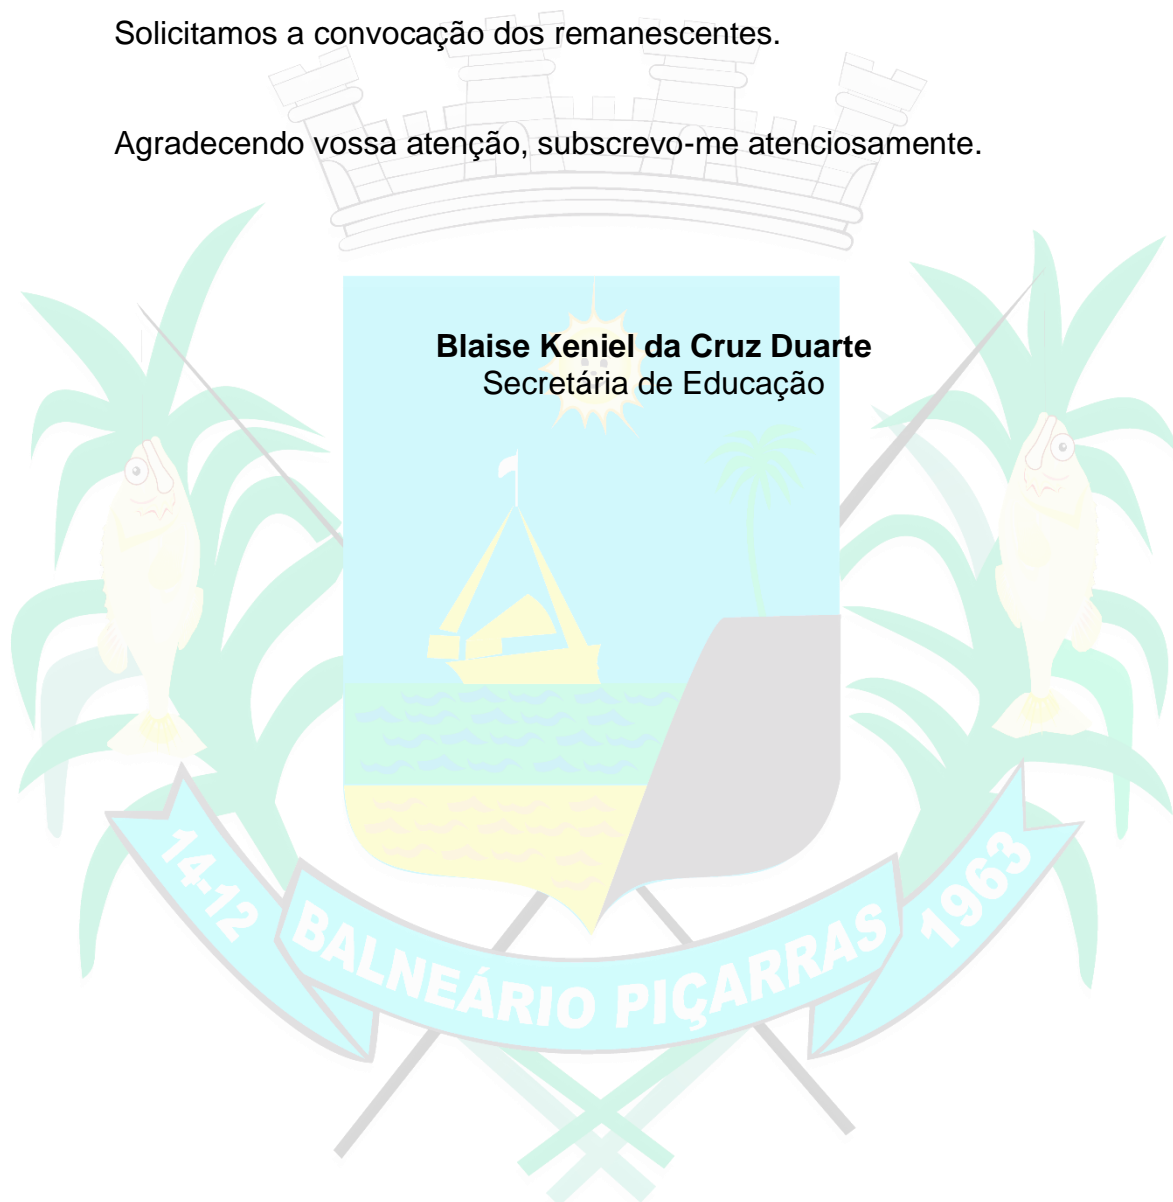 Solicitamos a convocação dos remanescentes.
Agradecendo vossa atenção, subscrevo-me atenciosamente.
Blaise Keniel da Cruz Duarte
Secretária de Educação
14-12
BALNEÁRIO PIÇARRAS
1963